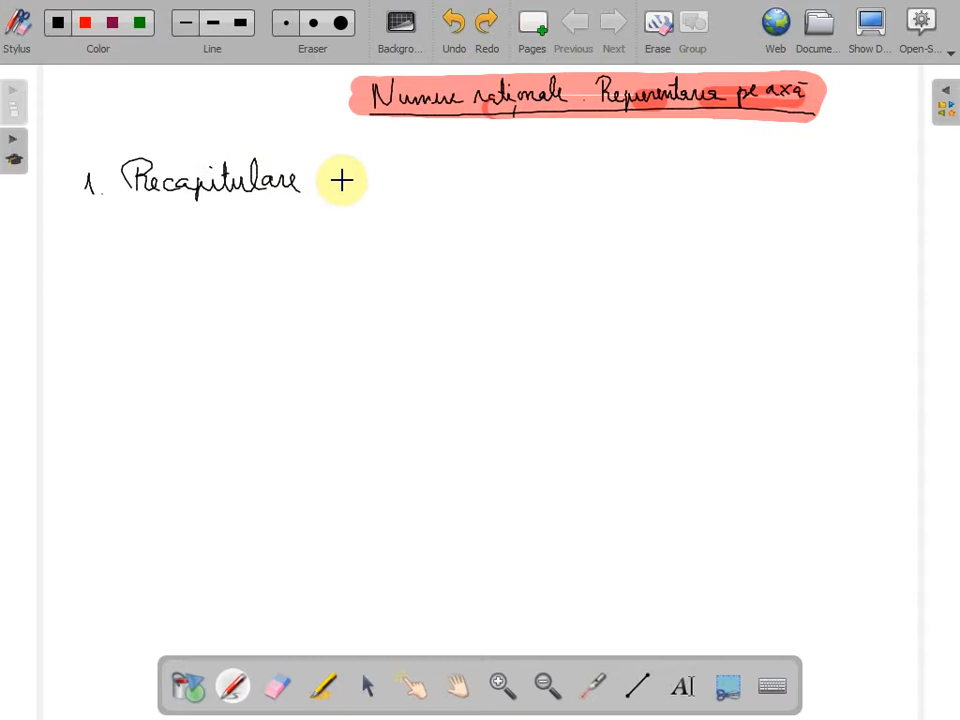 Stylus
Color
Line
Eraser
Backgro...
Undo
Redo
Pages
Previous
Next
Erase
Group
Web
Docume...
Show D...
Open-S...
Numere raționale. Reprezentarea pe axă
1. Recapitulare